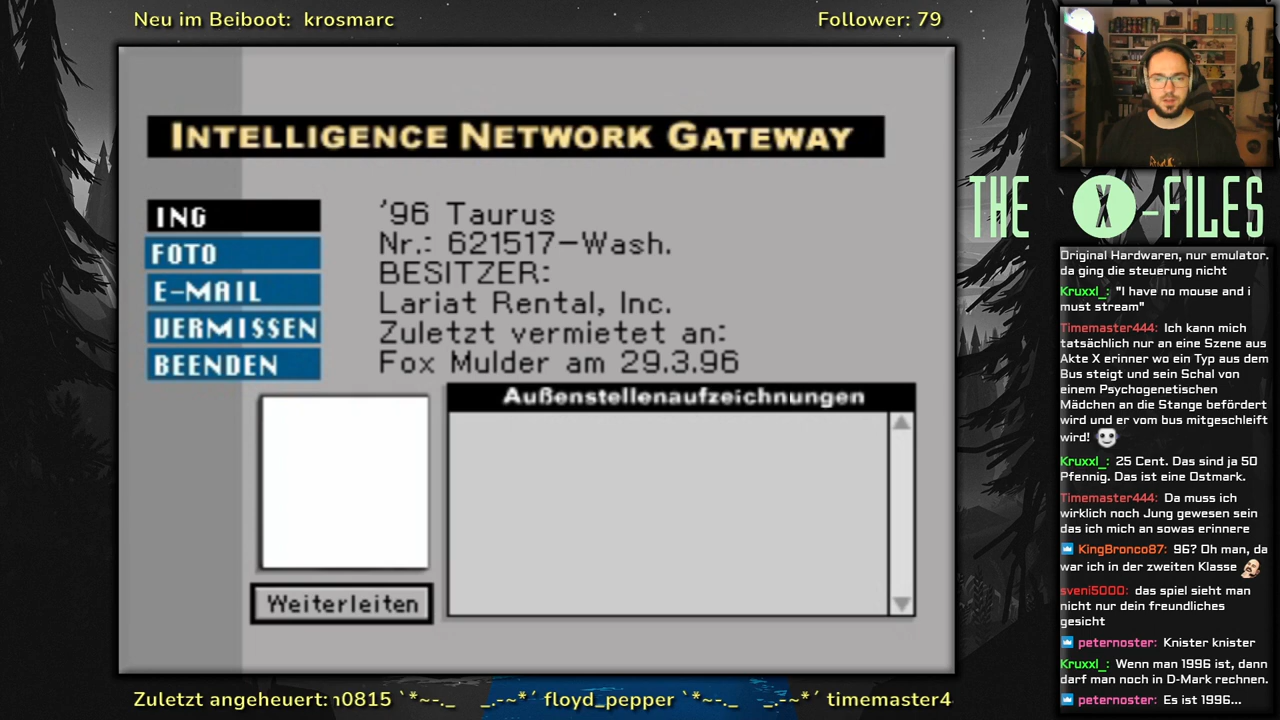 Neu im Beiboot: krosmarc
Follower: 79
INTELLIGENCE NETWORK GATEWAY
ING
FOTO
E-MAIL
VERMISSEN
BEENDEN
'96 Taurus
Nr.: 621517-Wash.
BESITZER:
Lariat Rental, Inc.
Zuletzt vermietet an:
Fox Mulder am 29.3.96
Außenstellenaufzeichnungen
Weiterleiten
THE X-FILES
Original Hardwaren, nur emulator.
da ging die steuerung nicht
Kruxxl_: "I have no mouse and i
must stream"
Timemaster444: Ich kann mich
tatsächlich nur an eine Szene aus
Akte X erinner wo ein Typ aus dem
Bus steigt und sein Schal von
einem Psychogenetischen
Mädchen an die Stange befördert
wird und er vom bus mitgeschleift
wird!
Kruxxl_: 25 Cent. Das sind ja 50
Pfennig. Das ist eine Ostmark.
Timemaster444: Da muss ich
wirklich noch Jung gewesen sein
das ich mich an sowas erinnere
KingBronco87: 96? Oh man, da
war ich in der zweiten Klasse
sveni5000: das spiel sieht man
nicht nur dein freundliches
gesicht
peternoster: Knister knister
Kruxxl_: Wenn man 1996 ist, dann
darf man noch in D-Mark rechnen.
peternoster: Es ist 1996...
Zuletzt angeheuert: n0815 `*~-._ _.-~*´ floyd_pepper `*~-._ _.-~*´ timemaster4